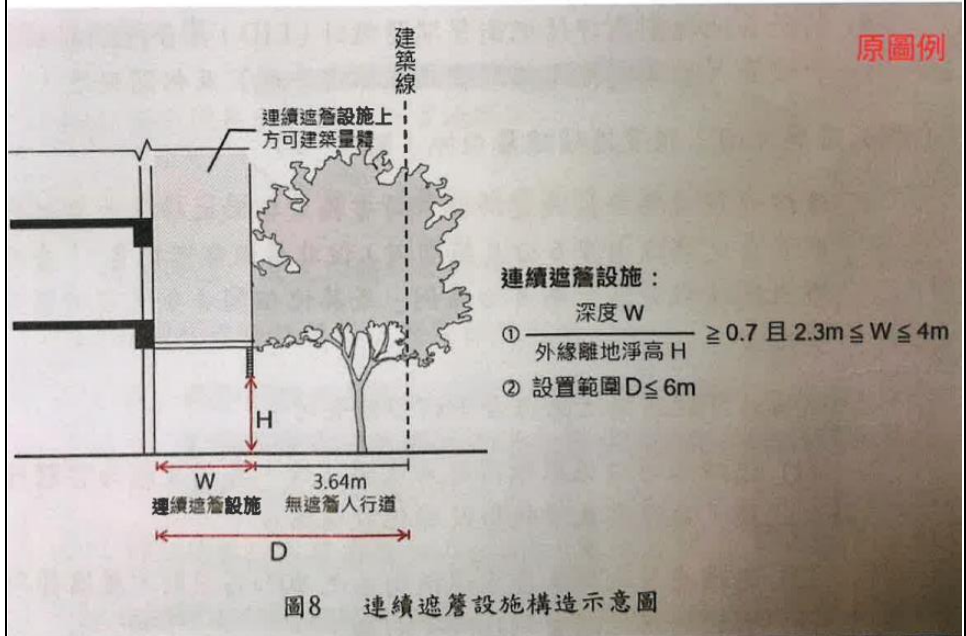 原圖例
建築線
連續遮簷設施上
方可建築量體
連續遮簷設施：
① 深度 W
外緣離地淨高 H
≧ 0.7 且 2.3m ≦ W ≦ 4m
② 設置範圍 D ≦ 6m
H
W
3.64m
連續遮簷設施
無遮簷人行道
D
圖8 連續遮簷設施構造示意圖